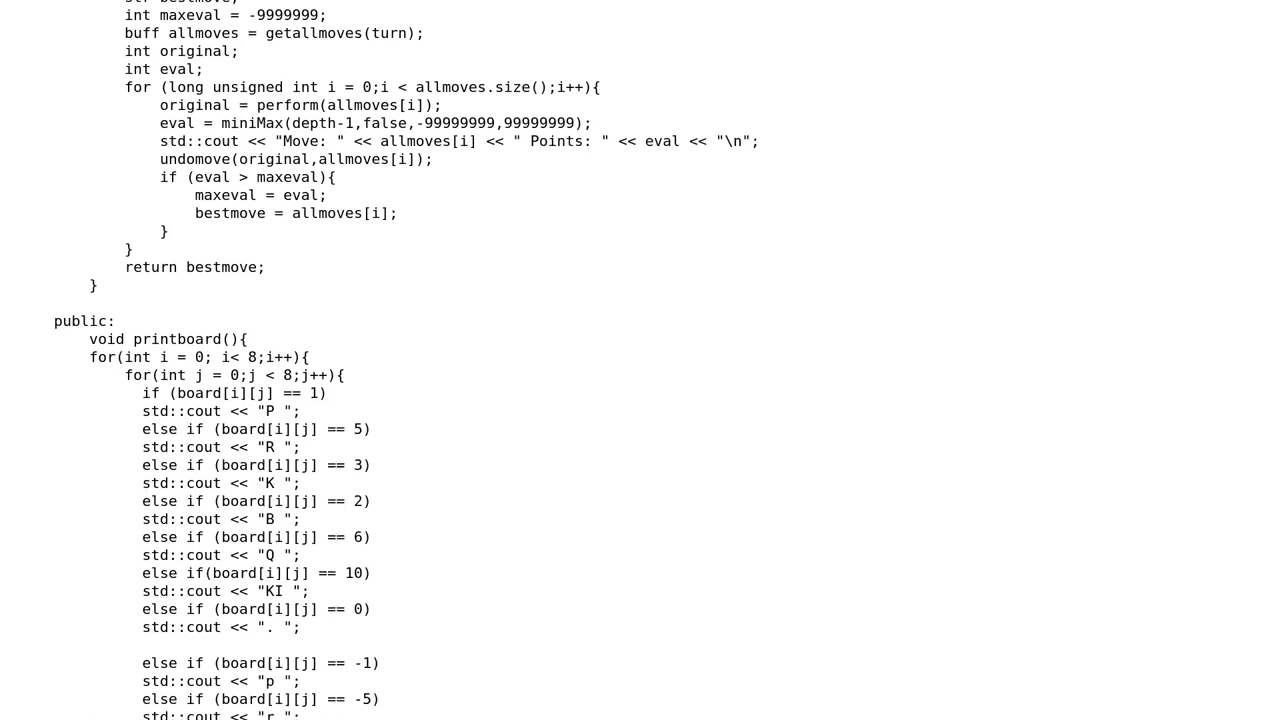 str bestmove;
int maxeval = -9999999;
buff allmoves = getallmoves(turn);
int original;
int eval;
for (long unsigned int i = 0;i < allmoves.size();i++){
original = perform(allmoves[i]);
eval = miniMax(depth-1,false,-99999999,99999999);
std::cout << "Move: " << allmoves[i] << " Points: " << eval << "\n";
undomove(original,allmoves[i]);
if (eval > maxeval){
maxeval = eval;
bestmove = allmoves[i];
}
}
return bestmove;
}
public:
void printboard(){
for(int i = 0; i< 8;i++){
for(int j = 0;j < 8;j++){
if (board[i][j] == 1)
std::cout << "P ";
else if (board[i][j] == 5)
std::cout << "R ";
else if (board[i][j] == 3)
std::cout << "K ";
else if (board[i][j] == 2)
std::cout << "B ";
else if (board[i][j] == 6)
std::cout << "Q ";
else if(board[i][j] == 10)
std::cout << "KI ";
else if (board[i][j] == 0)
std::cout << ". ";
else if (board[i][j] == -1)
std::cout << "p ";
else if (board[i][j] == -5)
std::cout << "r ";